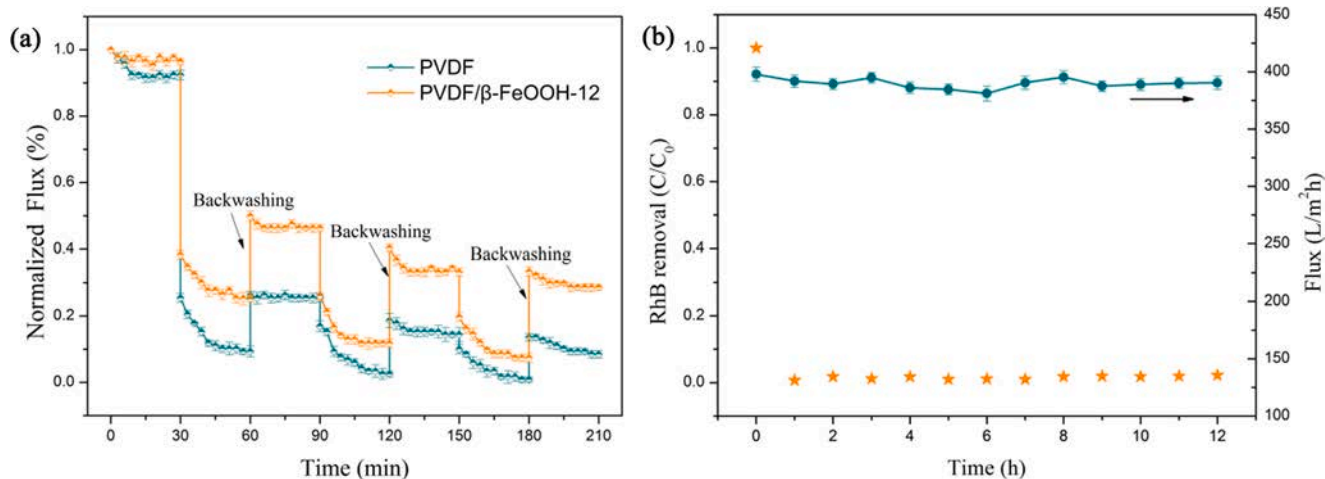 (a)
Normalized Flux (%)
1.0
0.8
0.6
0.4
0.2
0.0
PVDF
PVDF/β-FeOOH-12
Backwashing
Backwashing
Backwashing
0 30 60 90 120 150 180 210
Time (min)
(b)
RhB removal (C/C₀)
1.0
0.8
0.6
0.4
0.2
0.0
450
400
350
300
250
200
150
100
Flux (L/m²h)
0 2 4 6 8 10 12
Time (h)